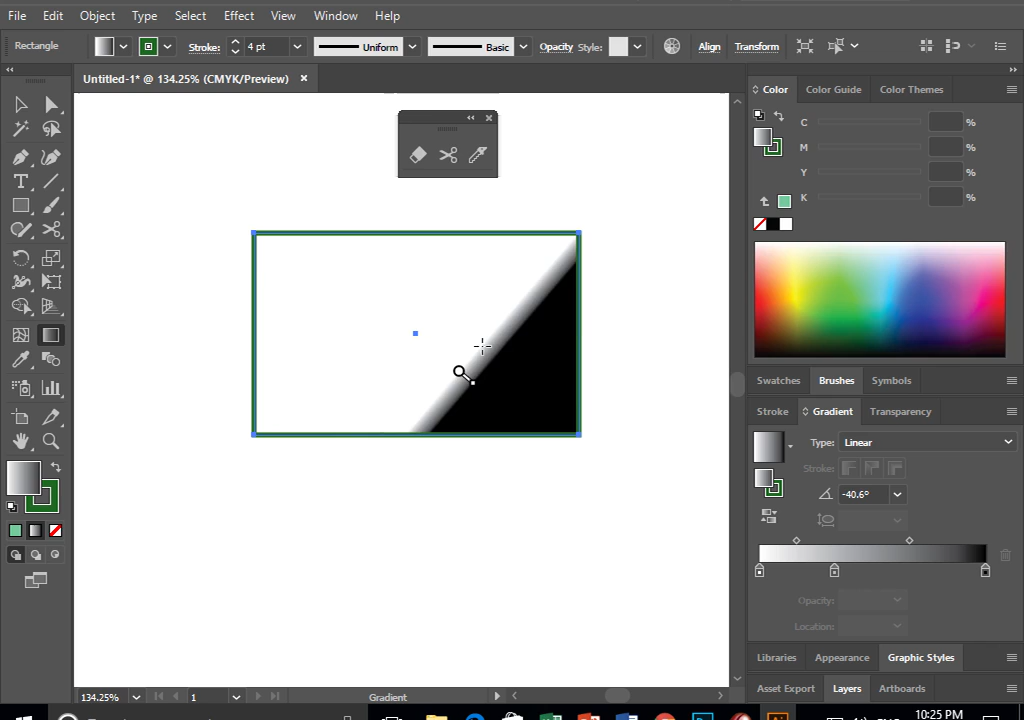 File Edit Object Type Select Effect View Window Help
Rectangle Stroke: 4 pt Uniform Basic Opacity Style: Align Transform
Untitled-1* @ 134.25% (CMYK/Preview) ×
Color Color Guide Color Themes
C %
M %
Y %
K %
Swatches Brushes Symbols
Stroke Gradient Transparency
Type: Linear
Stroke:
-40.6°
Opacity:
Location:
Libraries Appearance Graphic Styles
Asset Export Layers Artboards
134.25% 1 Gradient
10:25 PM